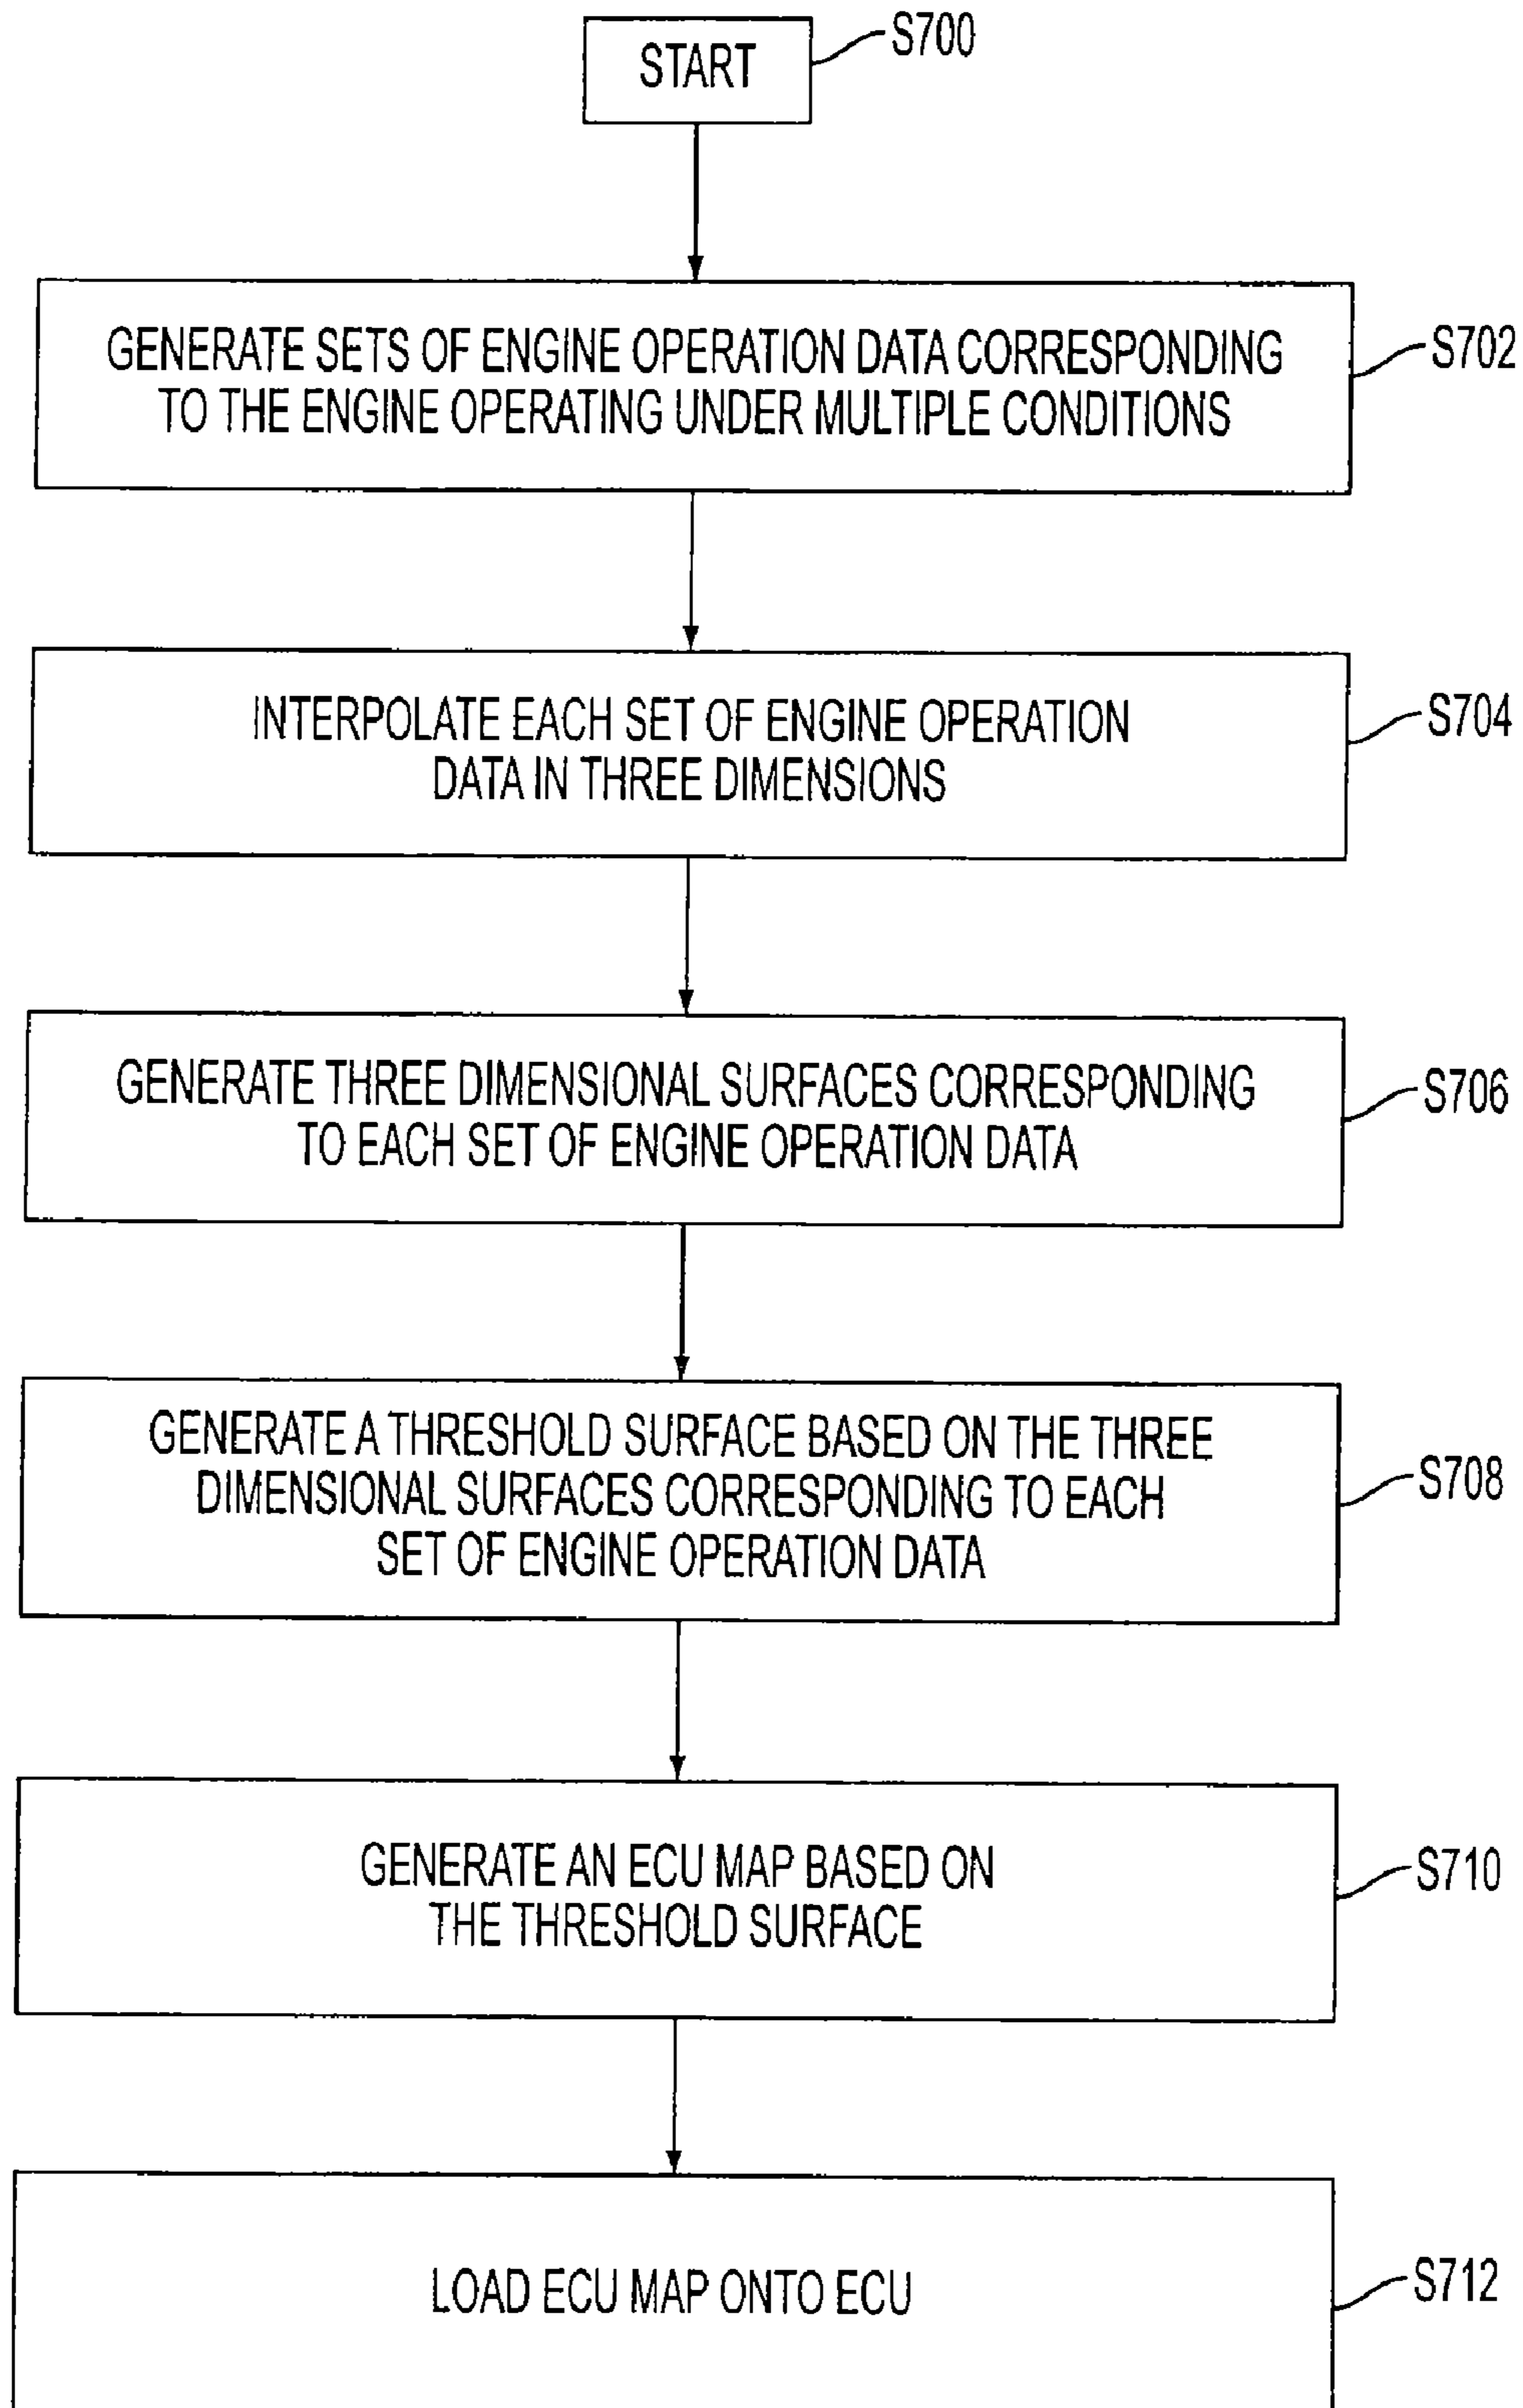 START
S700
GENERATE SETS OF ENGINE OPERATION DATA CORRESPONDING
TO THE ENGINE OPERATING UNDER MULTIPLE CONDITIONS
S702
INTERPOLATE EACH SET OF ENGINE OPERATION
DATA IN THREE DIMENSIONS
S704
GENERATE THREE DIMENSIONAL SURFACES CORRESPONDING
TO EACH SET OF ENGINE OPERATION DATA
S706
GENERATE A THRESHOLD SURFACE BASED ON THE THREE
DIMENSIONAL SURFACES CORRESPONDING TO EACH
SET OF ENGINE OPERATION DATA
S708
GENERATE AN ECU MAP BASED ON
THE THRESHOLD SURFACE
S710
LOAD ECU MAP ONTO ECU
S712